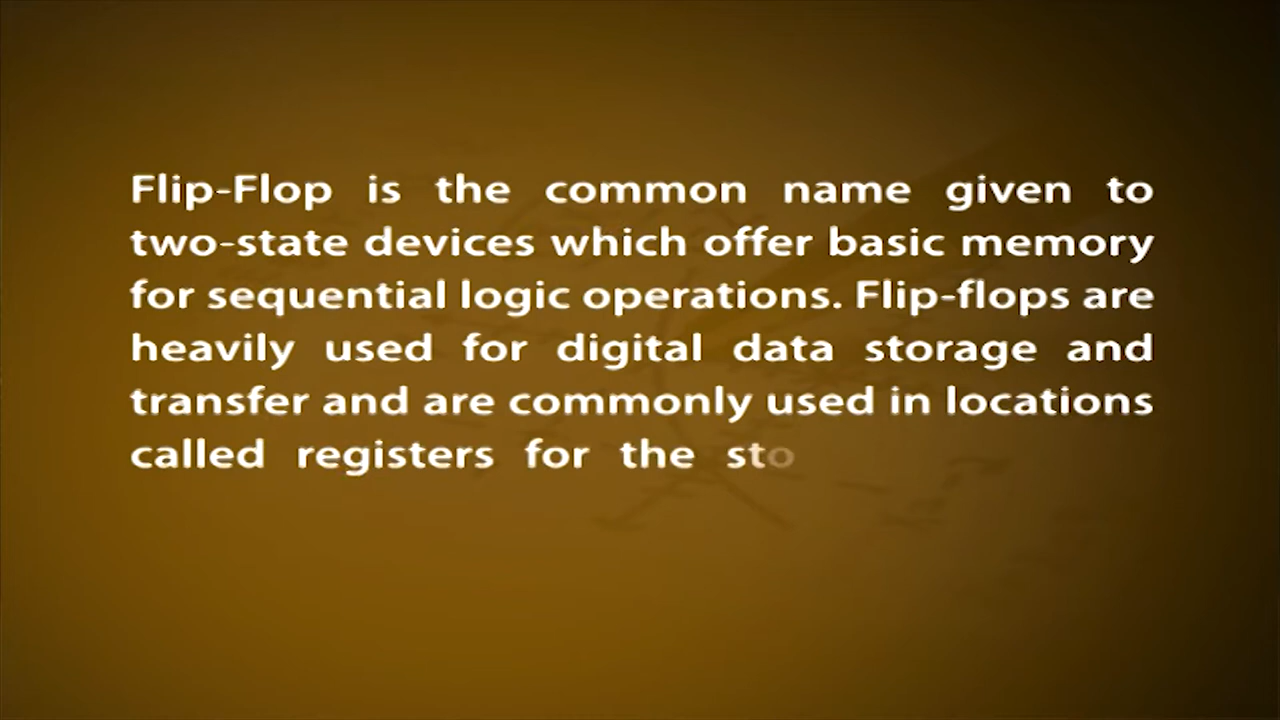 Flip-Flop is the common name given to
two-state devices which offer basic memory
for sequential logic operations. Flip-flops are
heavily used for digital data storage and
transfer and are commonly used in locations
called registers for the sto